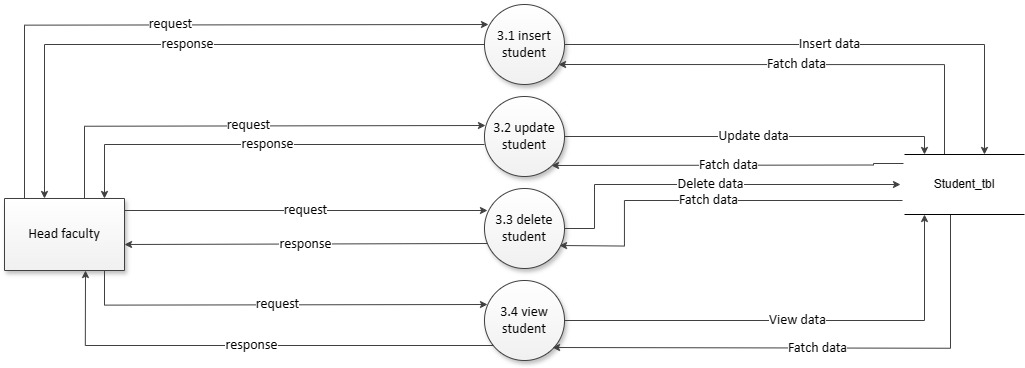 request
3.1 insert
student
response
Insert data
Fatch data
request
3.2 update
student
response
Update data
Fatch data
Delete data
Fatch data
Student_tbl
request
3.3 delete
student
Head faculty
response
request
3.4 view
student
View data
response
Fatch data